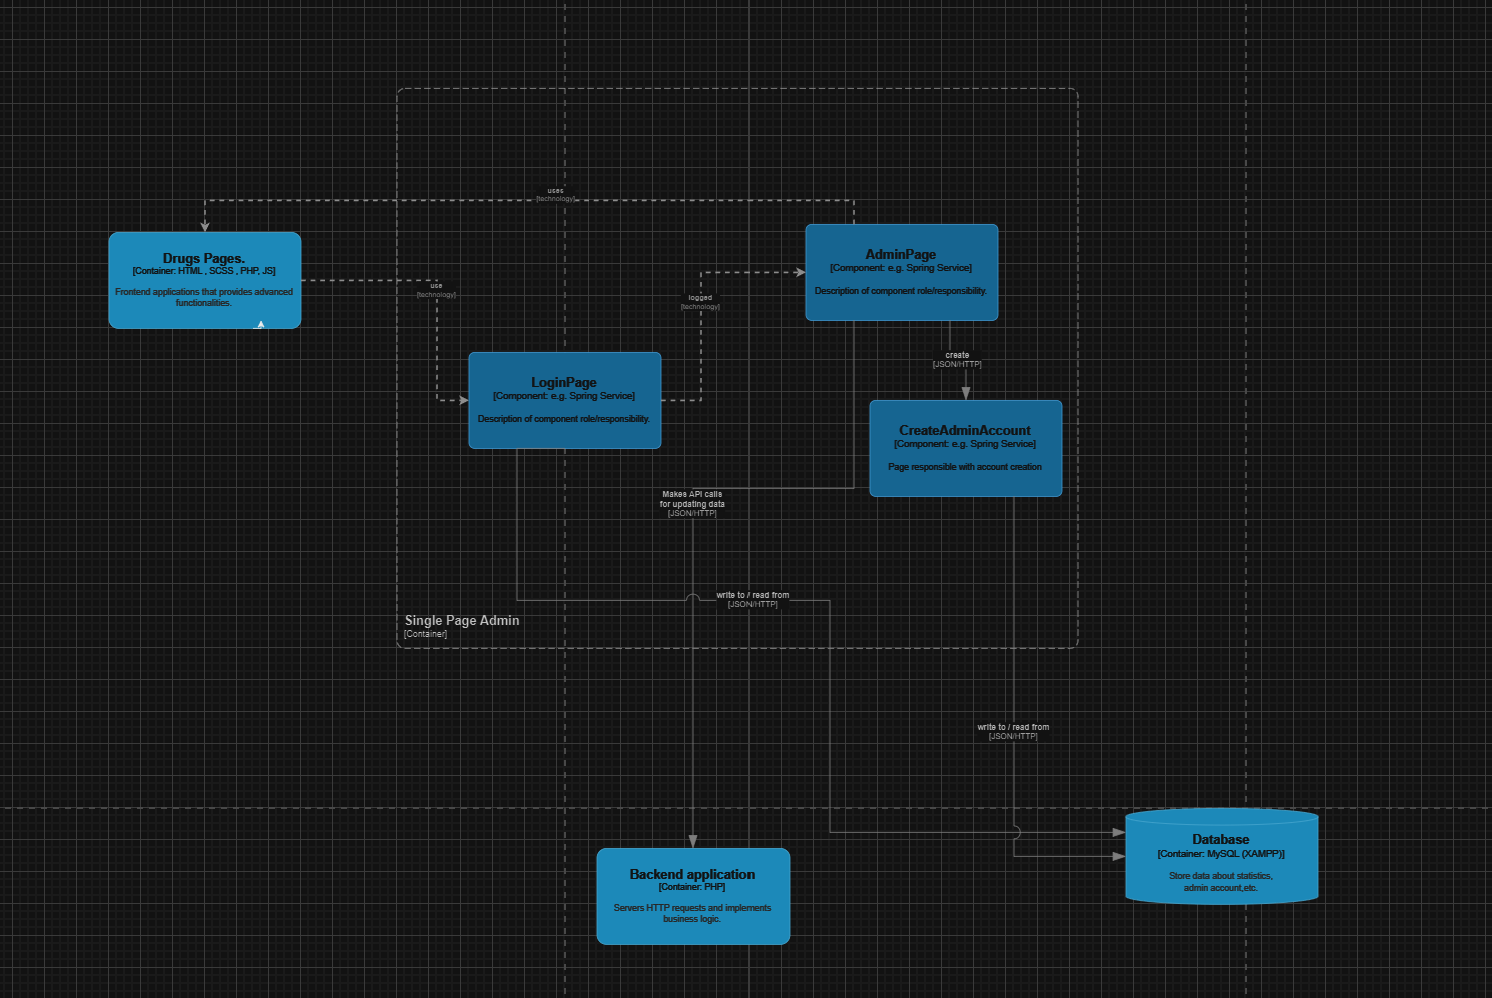 uses
[technology]
Drugs Pages.
[Container: HTML , SCSS , PHP, JS]
Frontend applications that provides advanced
functionalities.
use
[technology]
AdminPage
[Component: e.g. Spring Service]
Description of component role/responsibility.
logged
[technology]
create
[JSON/HTTP]
LoginPage
[Component: e.g. Spring Service]
Description of component role/responsibility.
CreateAdminAccount
[Component: e.g. Spring Service]
Page responsible with account creation
Makes API calls
for updating data
[JSON/HTTP]
write to / read from
[JSON/HTTP]
Single Page Admin
[Container]
write to / read from
[JSON/HTTP]
Database
[Container: MySQL (XAMPP)]
Store data about statistics,
admin account,etc.
Backend application
[Container: PHP]
Servers HTTP requests and implements
business logic.